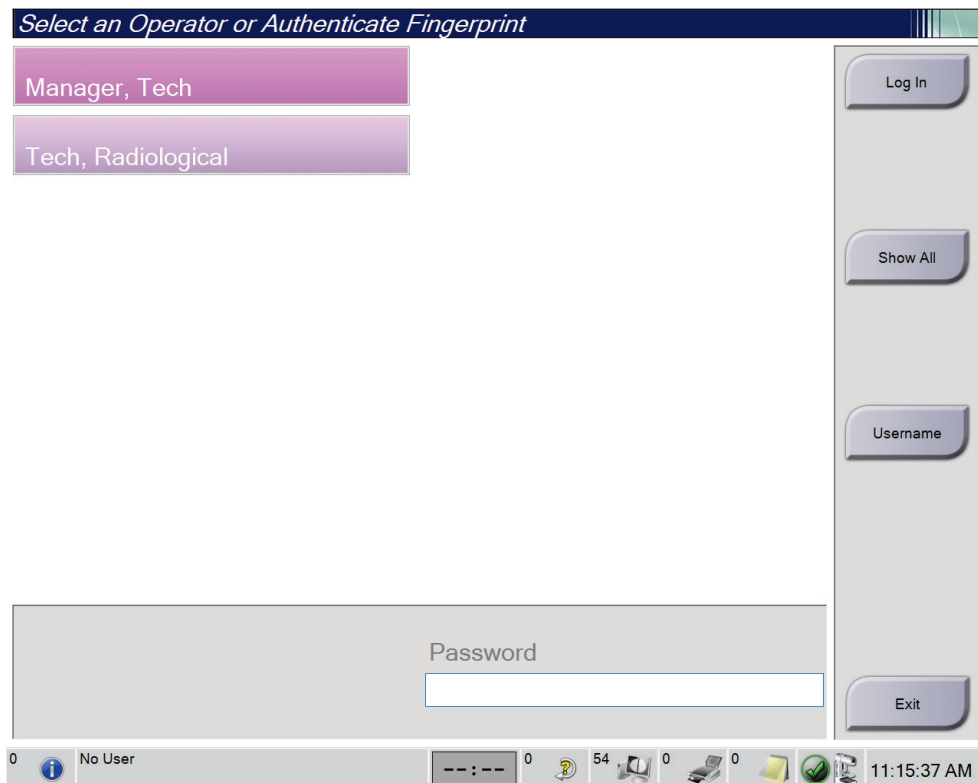 Select an Operator or Authenticate Fingerprint
Manager, Tech
Tech, Radiological
Log In
Show All
Username
Password
Exit
0 No User --:-- 0 54 0 0 11:15:37 AM